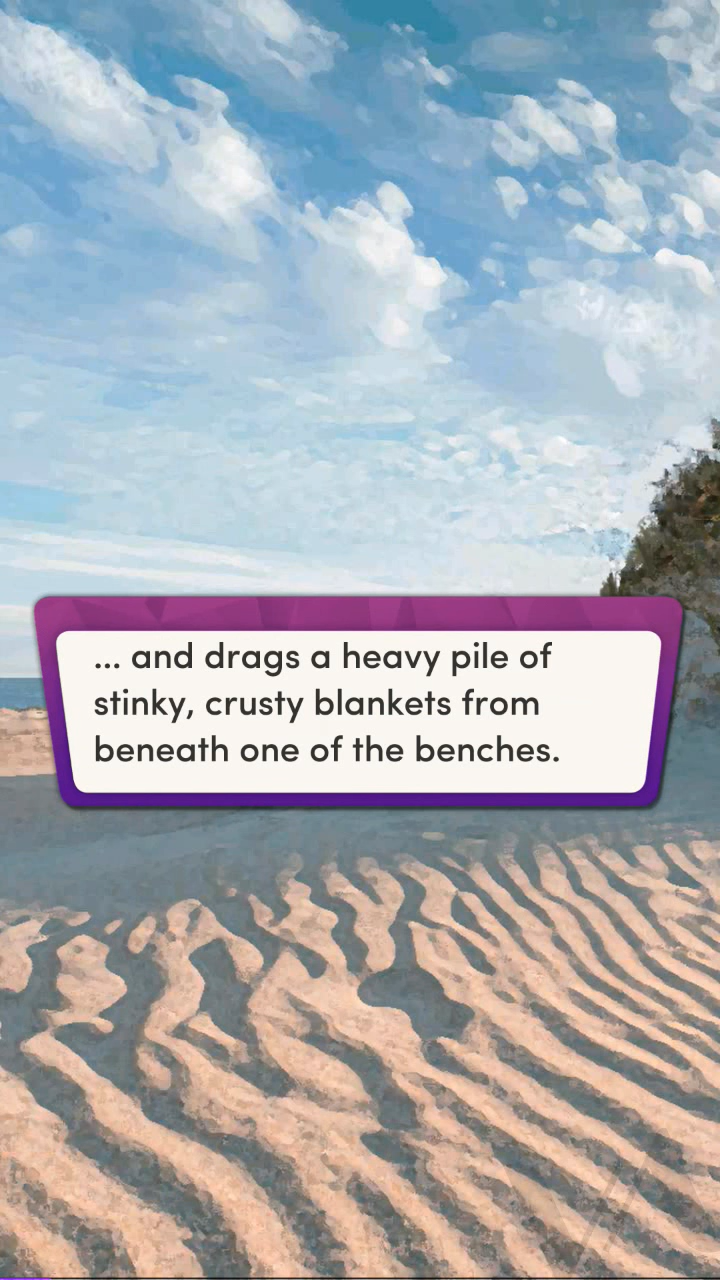 ... and drags a heavy pile of
stinky, crusty blankets from
beneath one of the benches.